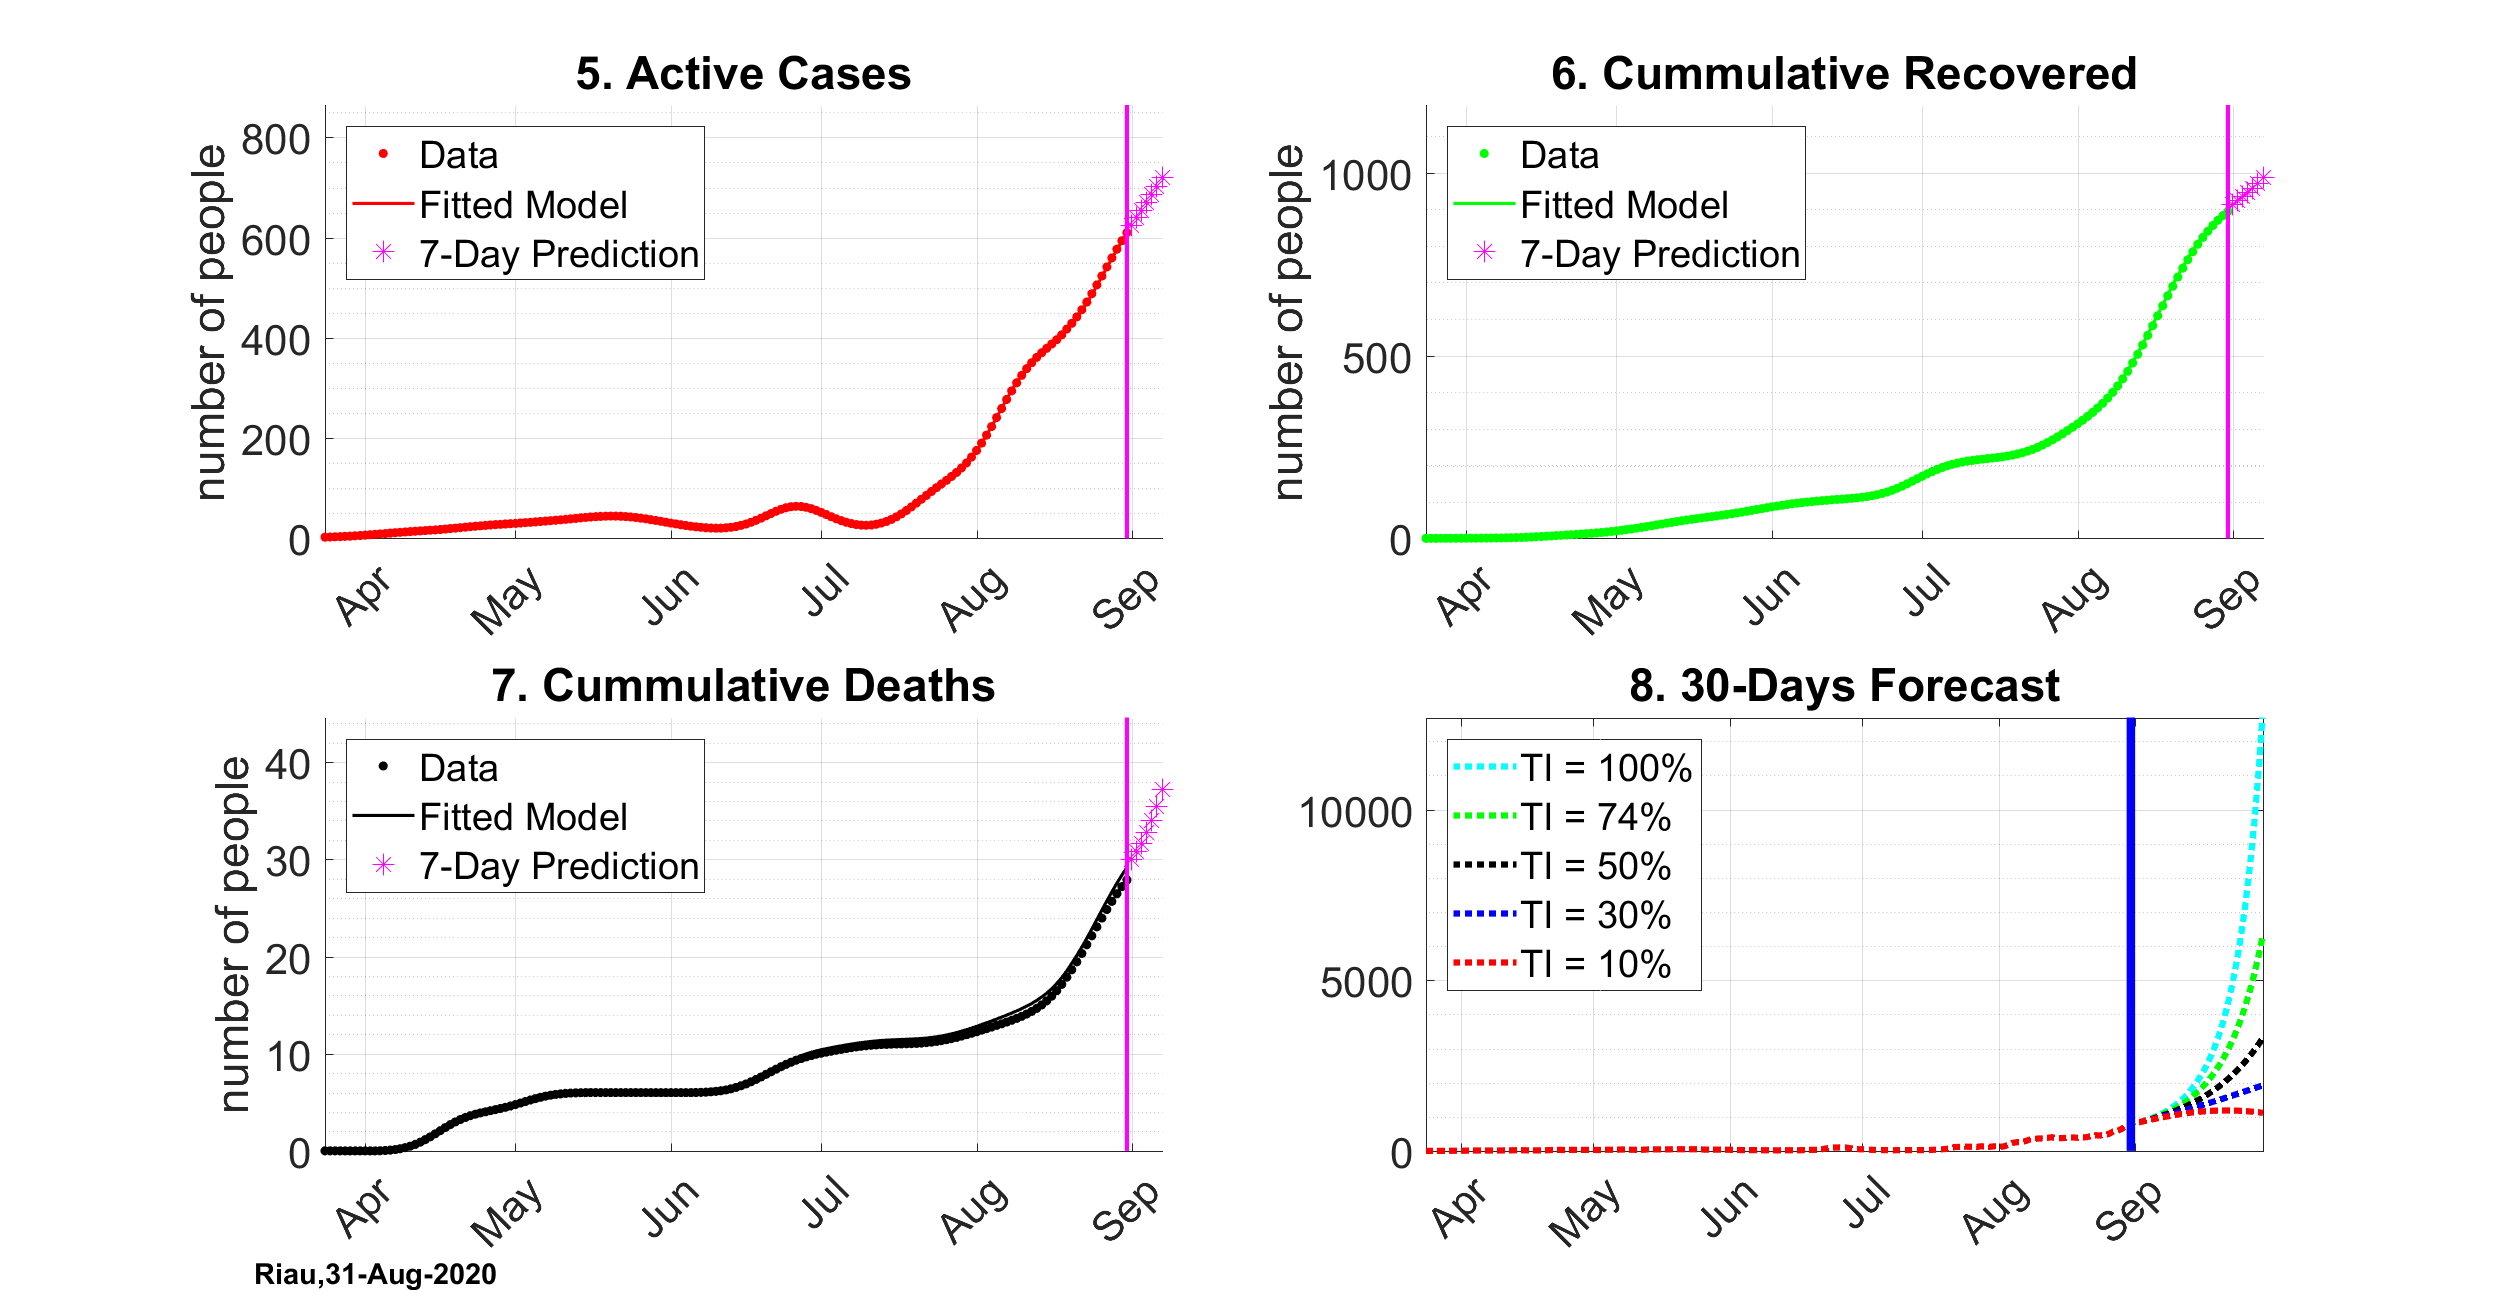 5. Active Cases
number of people
800
600
400
200
0
Data
Fitted Model
7-Day Prediction
Apr
May
Jun
Jul
Aug
Sep
6. Cummulative Recovered
number of people
1000
500
0
Data
Fitted Model
7-Day Prediction
Apr
May
Jun
Jul
Aug
Sep
7. Cummulative Deaths
number of people
40
30
20
10
0
Data
Fitted Model
7-Day Prediction
Apr
May
Jun
Jul
Aug
Sep
8. 30-Days Forecast
10000
5000
0
TI = 100%
TI = 74%
TI = 50%
TI = 30%
TI = 10%
Apr
May
Jun
Jul
Aug
Sep
Riau,31-Aug-2020